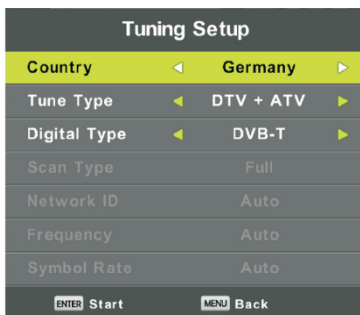 Tuning Setup
Country Germany
Tune Type DTV + ATV
Digital Type DVB-T
Scan Type Full
Network ID Auto
Frequency Auto
Symbol Rate Auto
ENTER Start MENU Back